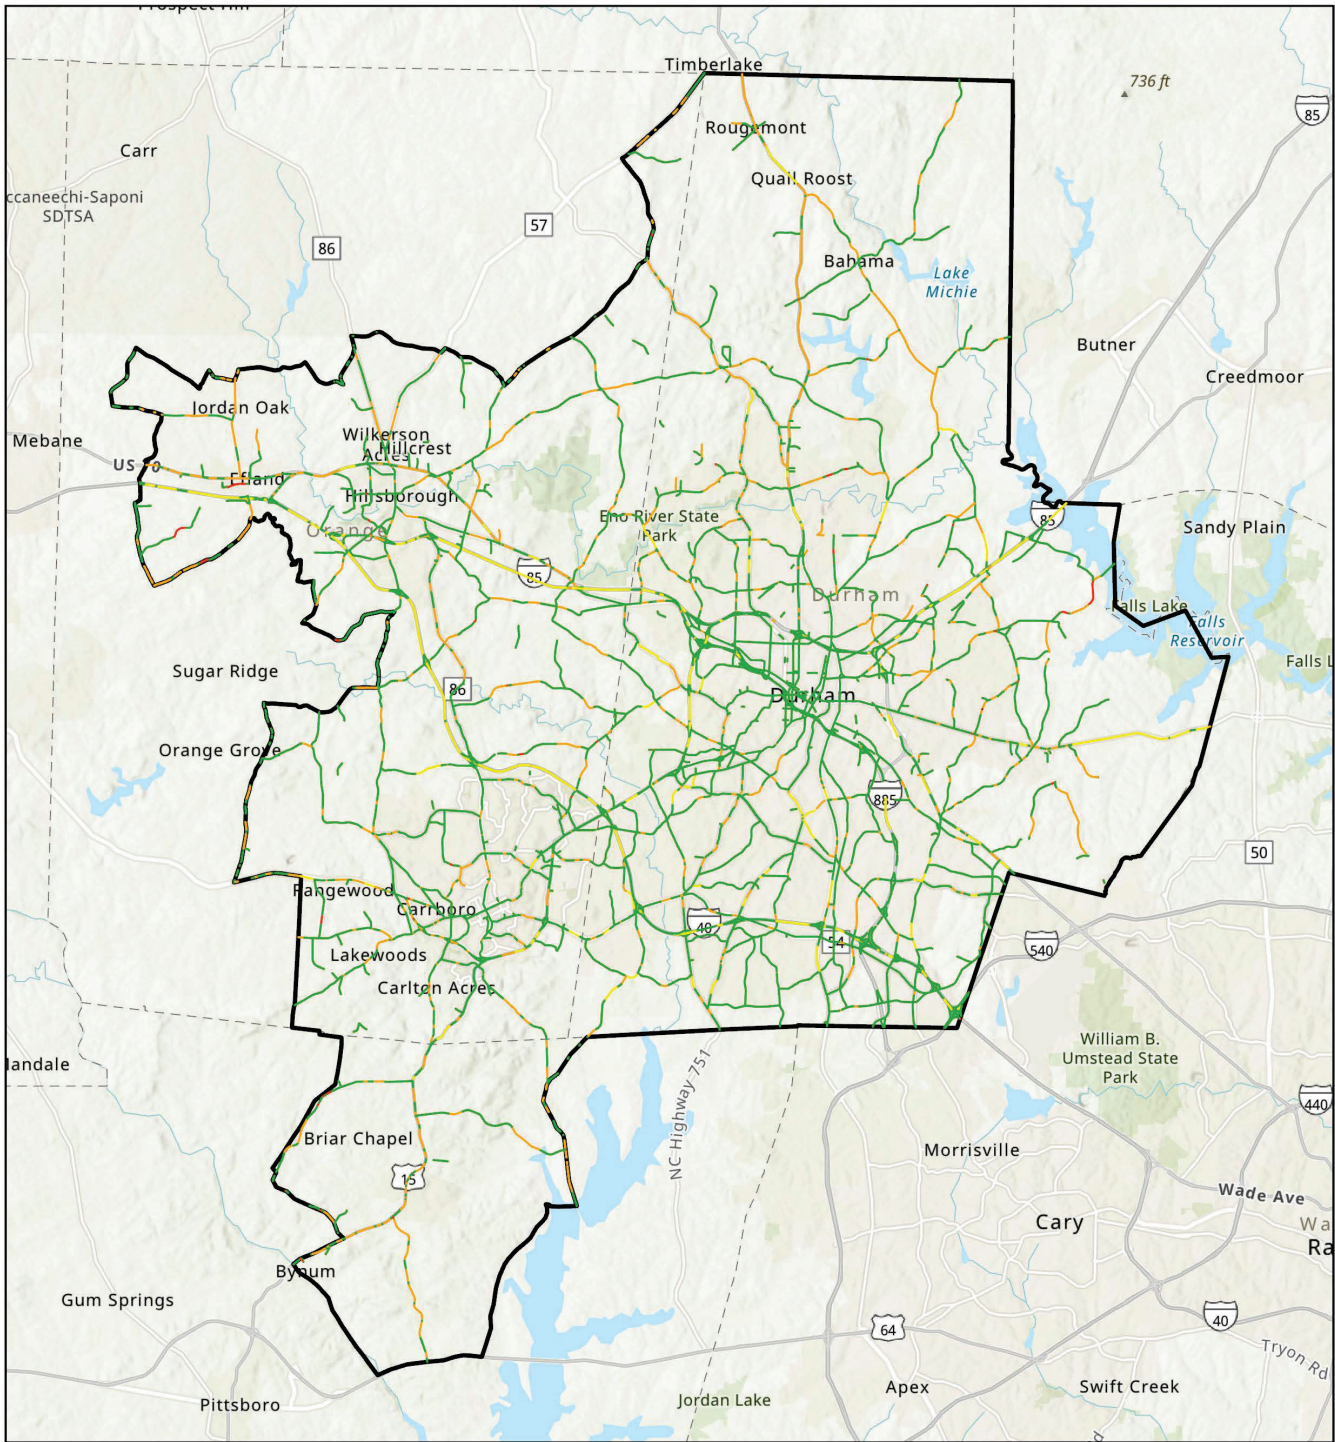 Timberlake
736 ft
85
Rougemont
Carr
Quail Roost
ccaneechi-Saponi
SDTSA
57
86
Bahama
Lake
Michie
Butner
Creedmoor
Jordan Oak
Mebane
Wilkerson
Acres
Hillcrest
US 70
Efland
Hillsborough
Orange
Eno River State
Park
85
Sandy Plain
85
Durham
Falls Lake
Falls
Reservoir
Falls L
Sugar Ridge
86
Durham
Orange Grove
885
50
Rangewood
Carrboro
40
54
540
Lakewoods
Carlton Acres
William B.
Umstead State
Park
landale
NC Highway 751
440
Briar Chapel
Morrisville
15
Wade Ave
Cary
Wa
Ra
Bynum
Gum Springs
64
40
Tryon Rd
Apex
Swift Creek
Pittsboro
Jordan Lake